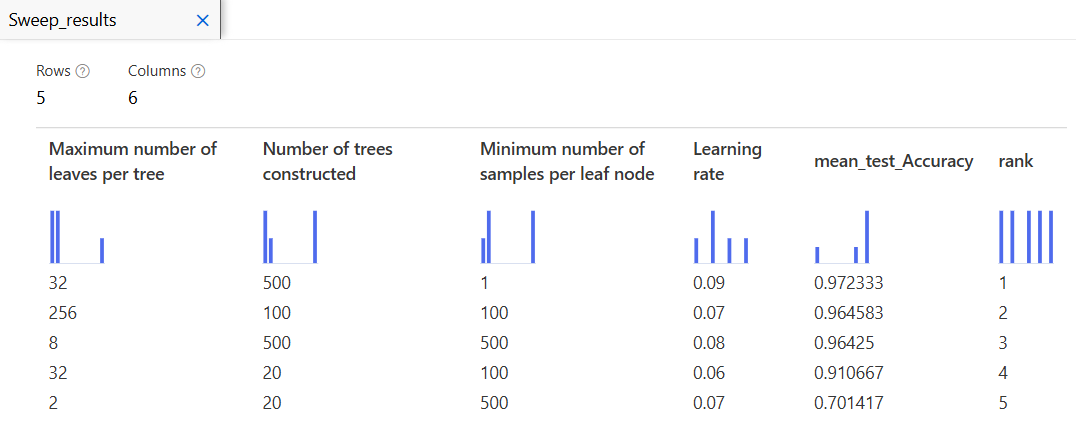 Sweep_results
Rows Columns
5 6
Maximum number of leaves per tree Number of trees constructed Minimum number of samples per leaf node Learning rate mean_test_Accuracy rank
32 500 1 0.09 0.972333 1
256 100 100 0.07 0.964583 2
8 500 500 0.08 0.96425 3
32 20 100 0.06 0.910667 4
2 20 500 0.07 0.701417 5